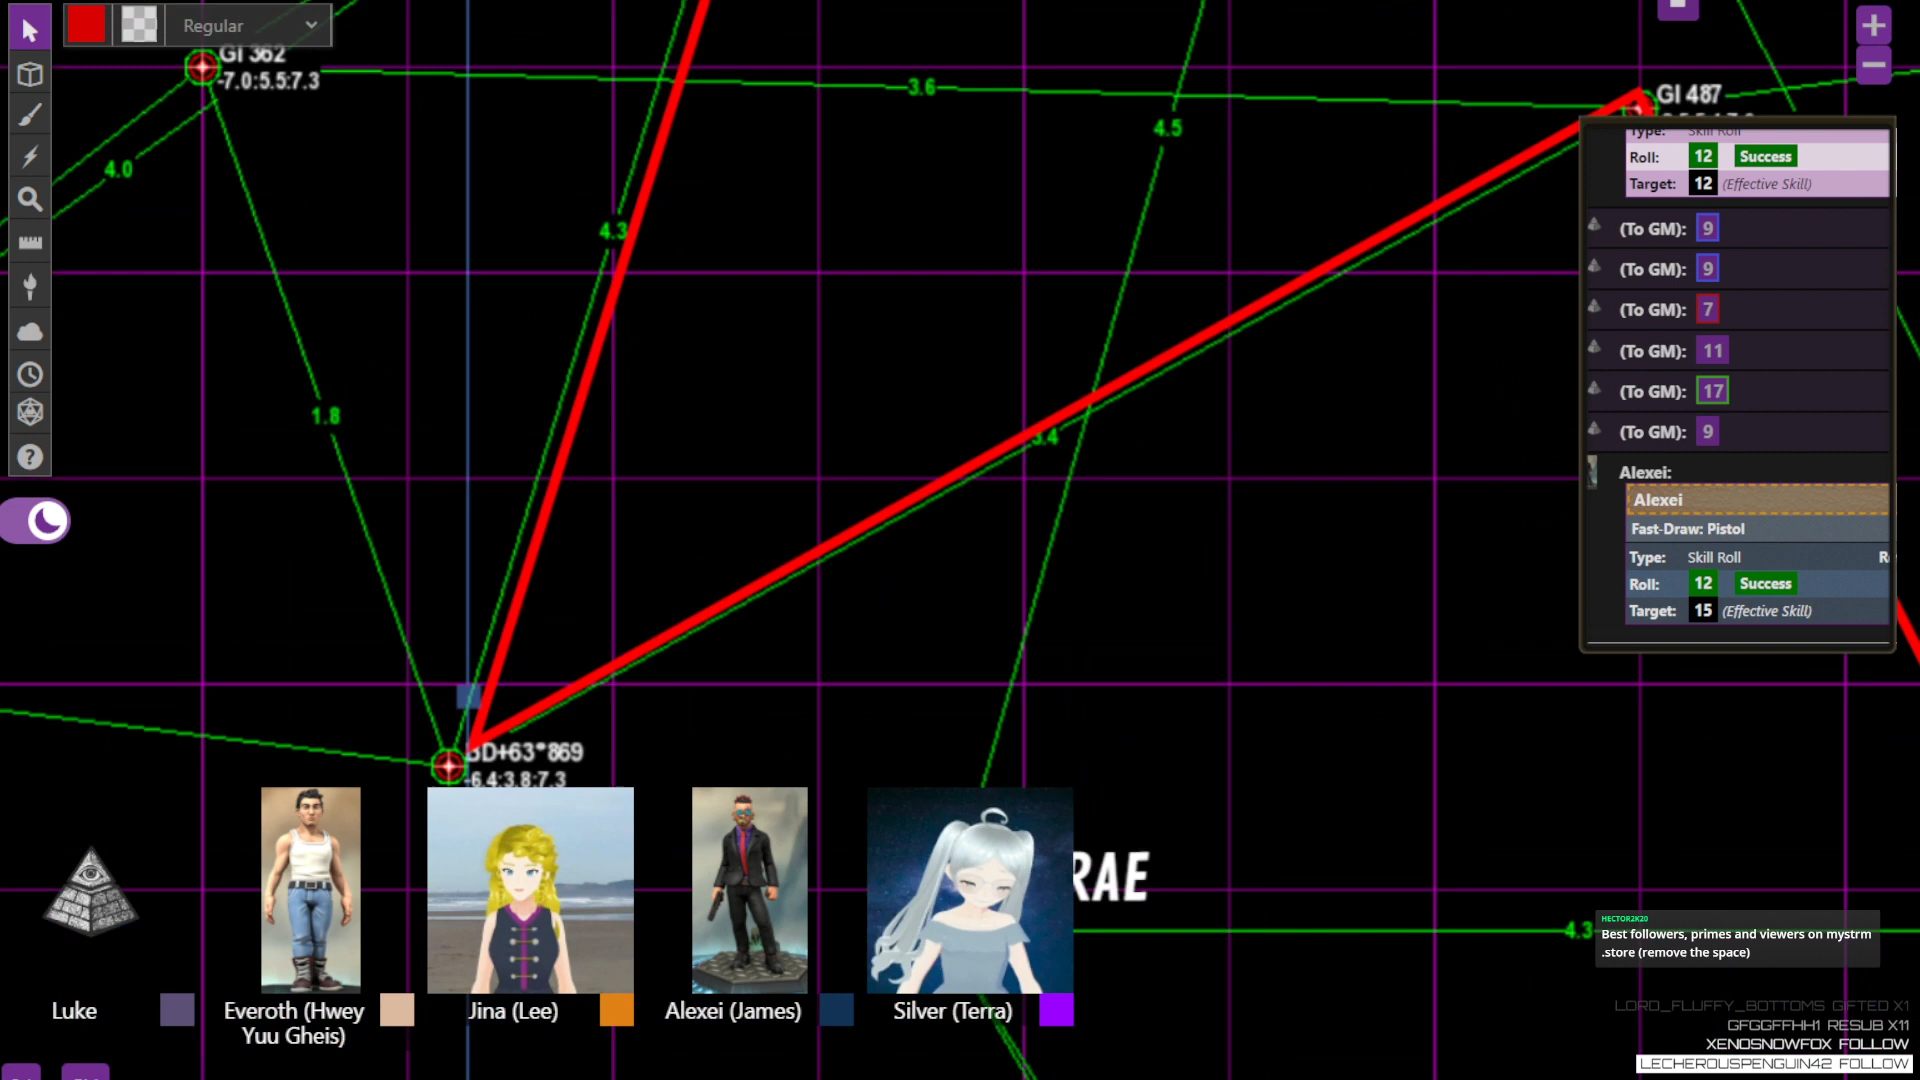 Regular
GI 362
-7.0:5.5:7.3
3.6
4.5
4.0
4.3
1.8
3.4
GI 487
Type: Skill Roll
Roll: 12 Success
Target: 12 (Effective Skill)
(To GM): 9
(To GM): 9
(To GM): 7
(To GM): 11
(To GM): 17
(To GM): 9
Alexei:
Alexei
Fast-Draw: Pistol
Type: Skill Roll
Roll: 12 Success
Target: 15 (Effective Skill)
BD+63°869
-6.4:3.8:7.3
RAE
4.3
HECTOR2K20
Best followers, primes and viewers on mystrm
.store (remove the space)
Luke
Everoth (Hwey
Yuu Gheis)
Jina (Lee)
Alexei (James)
Silver (Terra)
LORD_FLUFFY_BOTTOMS GIFTED X1
GFGGFFHH1 RESUB X11
XENOSNOWFOX FOLLOW
LECHEROUSPENGUIN42 FOLLOW